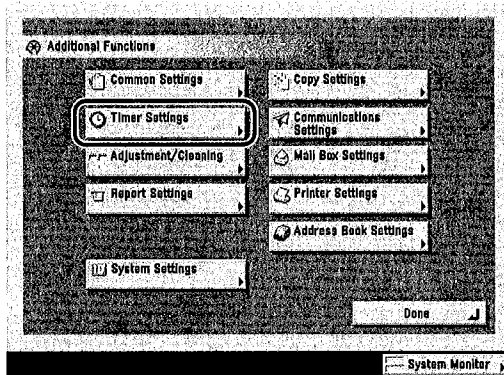 Additional Functions
Common Settings
Timer Settings
Adjustment/Cleaning
Report Settings
System Settings
Copy Settings
Communications
Settings
Mail Box Settings
Printer Settings
Address Book Settings
Done
System Monitor